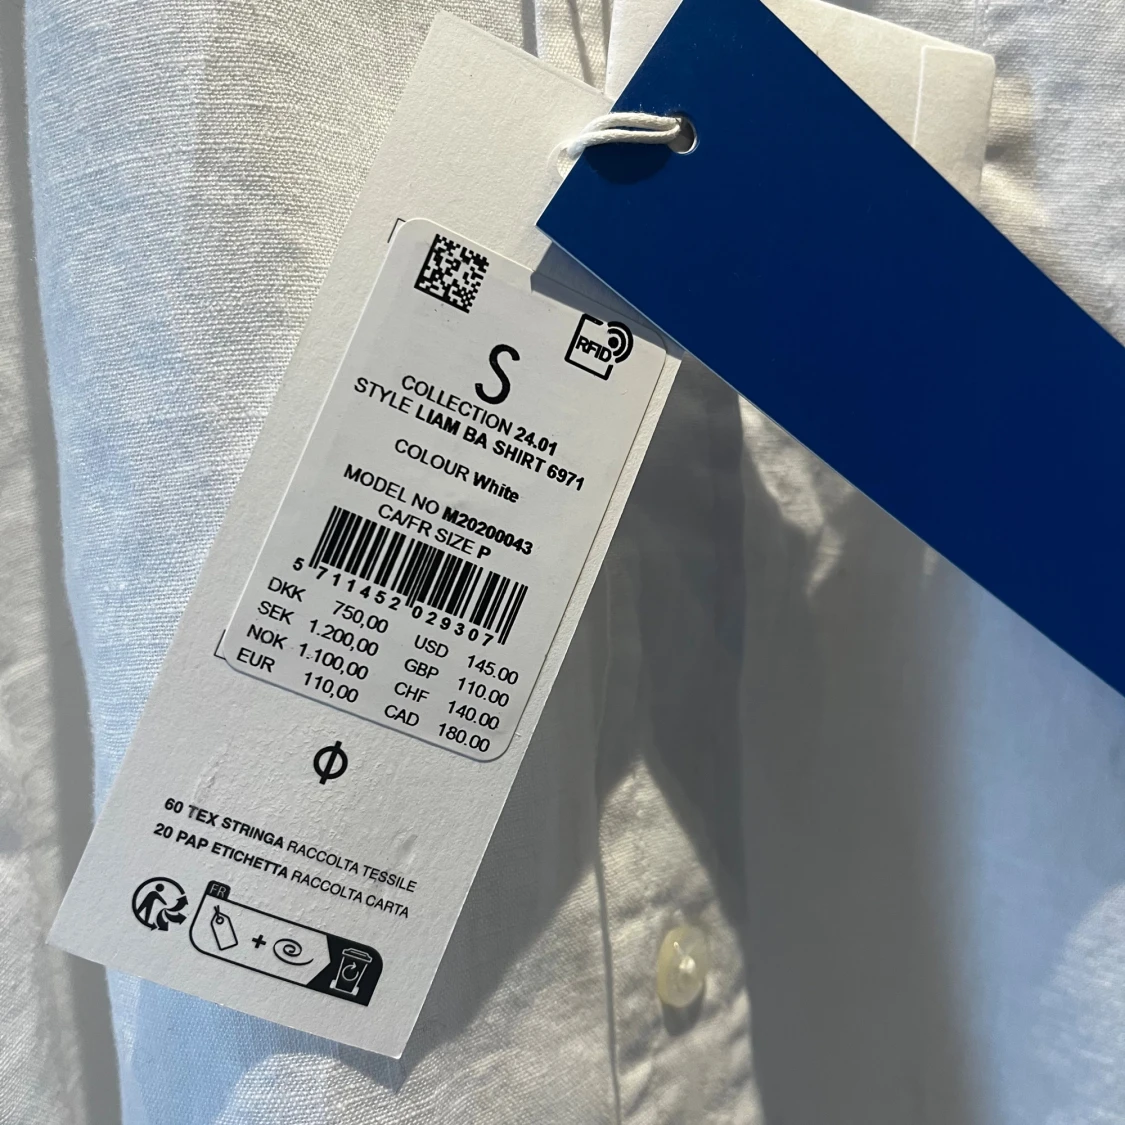 RFID
S
COLLECTION 24.01
STYLE LIAM BA SHIRT 6971
COLOUR White
MODEL NO M20200043
CA/FR SIZE P
5 711452 029307
DKK 750,00 USD 145.00
SEK 1.200,00 GBP 110.00
NOK 1.100,00 CHF 140.00
EUR 110,00 CAD 180.00
60 TEX STRINGA RACCOLTA TESSILE
20 PAP ETICHETTA RACCOLTA CARTA
FR
+